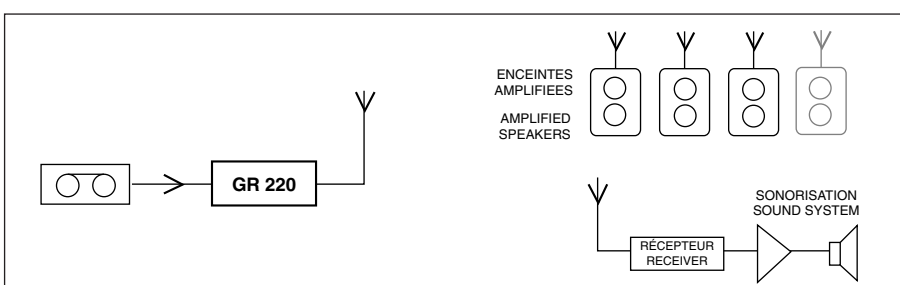 ENCEINTES
AMPLIFIEES
AMPLIFIED
SPEAKERS
GR 220
SONORISATION
SOUND SYSTEM
RÉCEPTEUR
RECEIVER